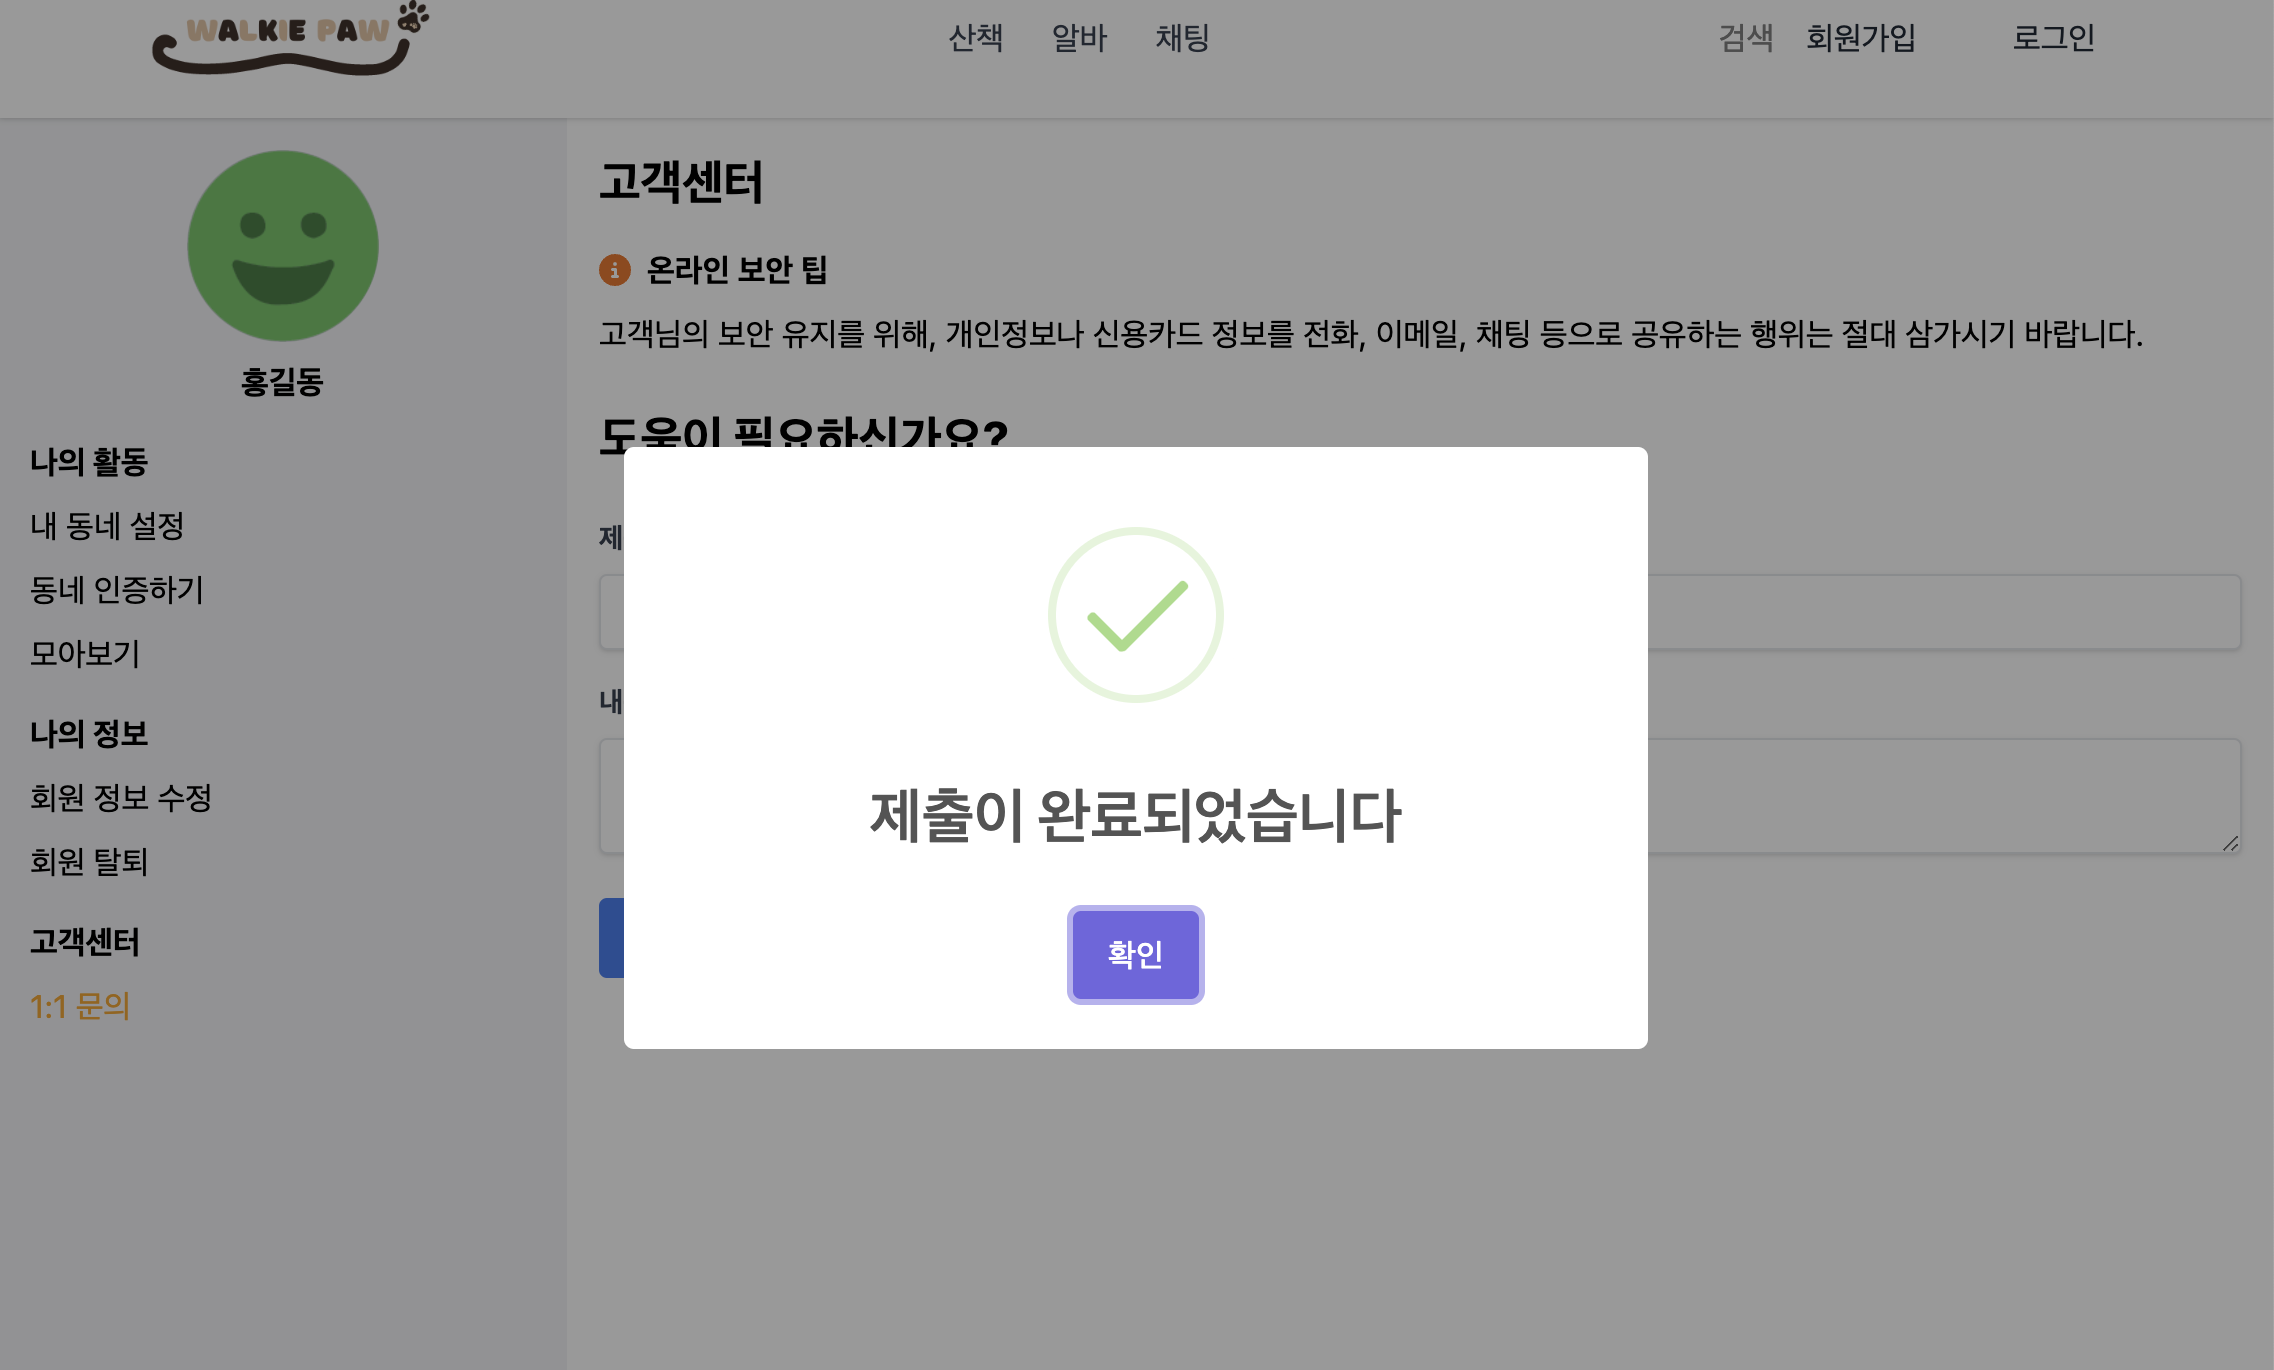 WALKIE PAW
산책 알바 채팅 검색 회원가입 로그인
홍길동
나의 활동
내 동네 설정
동네 인증하기
모아보기
나의 정보
회원 정보 수정
회원 탈퇴
고객센터
1:1 문의
고객센터
온라인 보안 팁
고객님의 보안 유지를 위해, 개인정보나 신용카드 정보를 전화, 이메일, 채팅 등으로 공유하는 행위는 절대 삼가시기 바랍니다.
도움이 필요하신가요?
제
내
제출이 완료되었습니다
확인